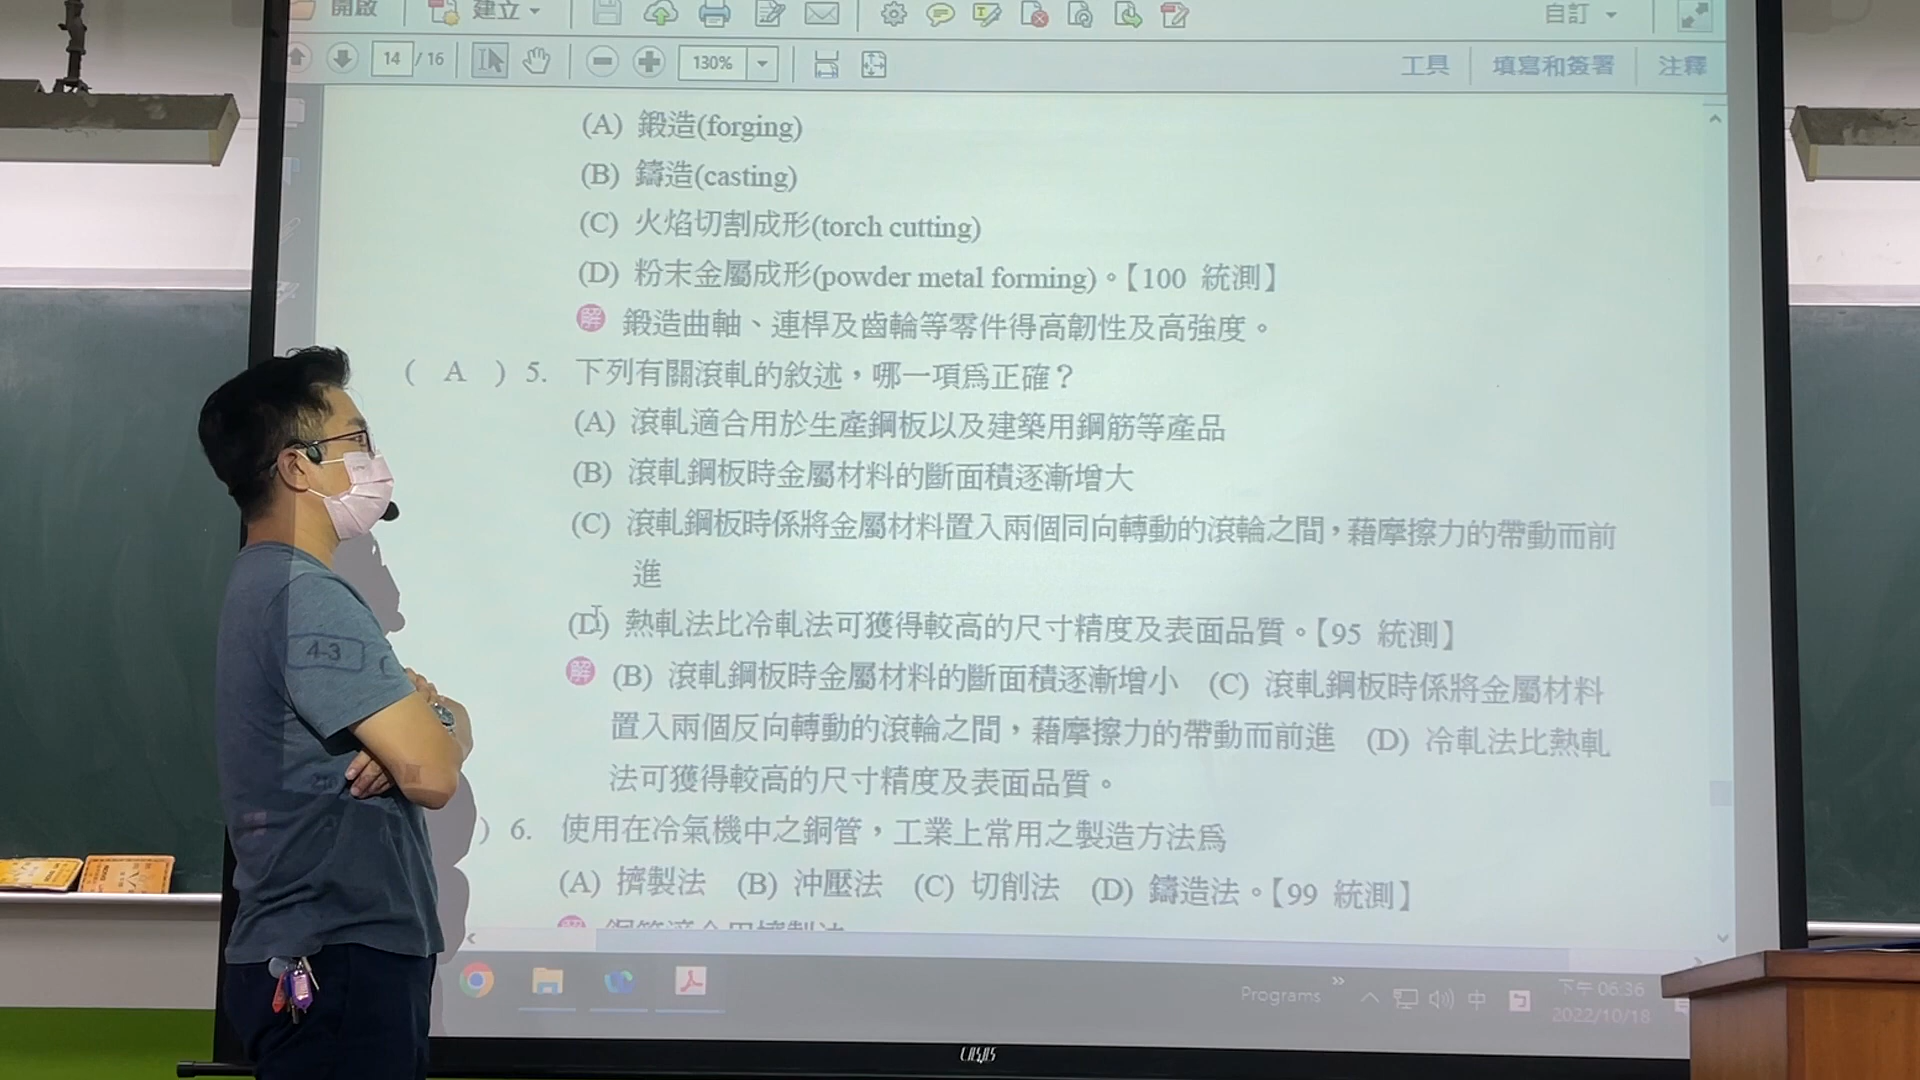 開啟 建立 自訂
14 / 16 130% 工具 填寫和簽署 注釋
(A) 鍛造(forging)
(B) 鑄造(casting)
(C) 火焰切割成形(torch cutting)
(D) 粉末金屬成形(powder metal forming)。【100 統測】
解 鍛造曲軸、連桿及齒輪等零件得高韌性及高強度。
( A ) 5. 下列有關滾軋的敘述,哪一項為正確?
(A) 滾軋適合用於生產鋼板以及建築用鋼筋等產品
(B) 滾軋鋼板時金屬材料的斷面積逐漸增大
(C) 滾軋鋼板時係將金屬材料置入兩個同向轉動的滾輪之間,藉摩擦力的帶動而前
進
(D) 熱軋法比冷軋法可獲得較高的尺寸精度及表面品質。【95 統測】
解 (B) 滾軋鋼板時金屬材料的斷面積逐漸增小 (C) 滾軋鋼板時係將金屬材料
置入兩個反向轉動的滾輪之間,藉摩擦力的帶動而前進 (D) 冷軋法比熱軋
法可獲得較高的尺寸精度及表面品質。
) 6. 使用在冷氣機中之銅管,工業上常用之製造方法為
(A) 擠製法 (B) 沖壓法 (C) 切削法 (D) 鑄造法。【99 統測】
4-3
Programs 中 下午 06:36
2022/10/18